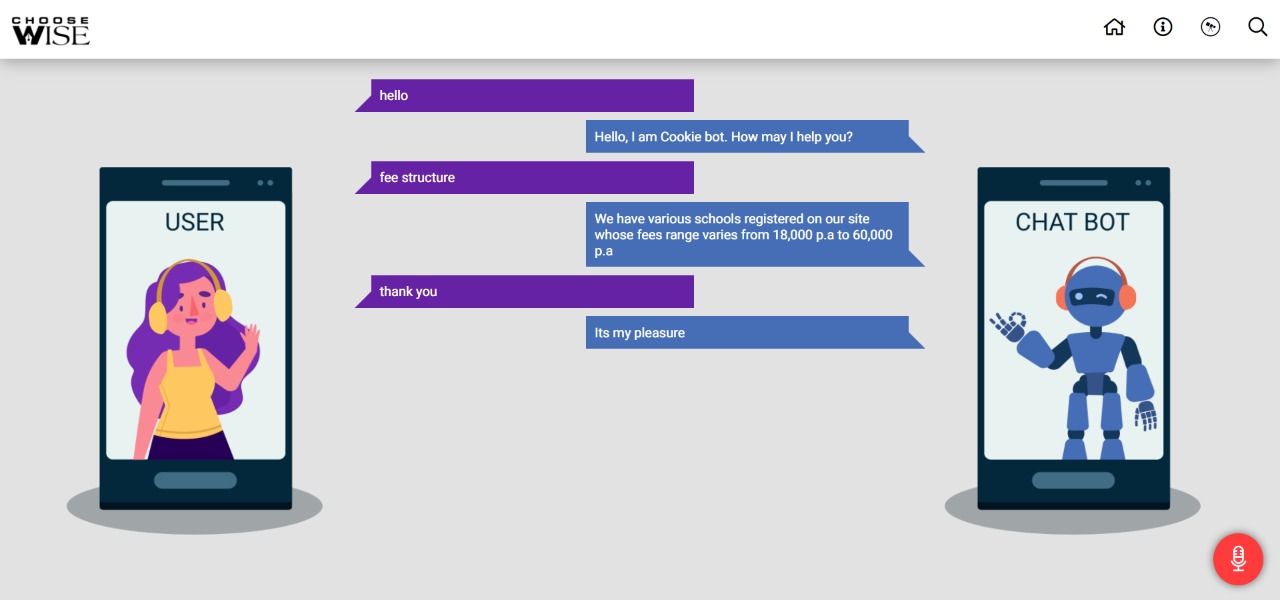 CHOOSE
WISE
hello
Hello, I am Cookie bot. How may I help you?
fee structure
We have various schools registered on our site
whose fees range varies from 18,000 p.a to 60,000
p.a
thank you
Its my pleasure
USER
CHAT BOT